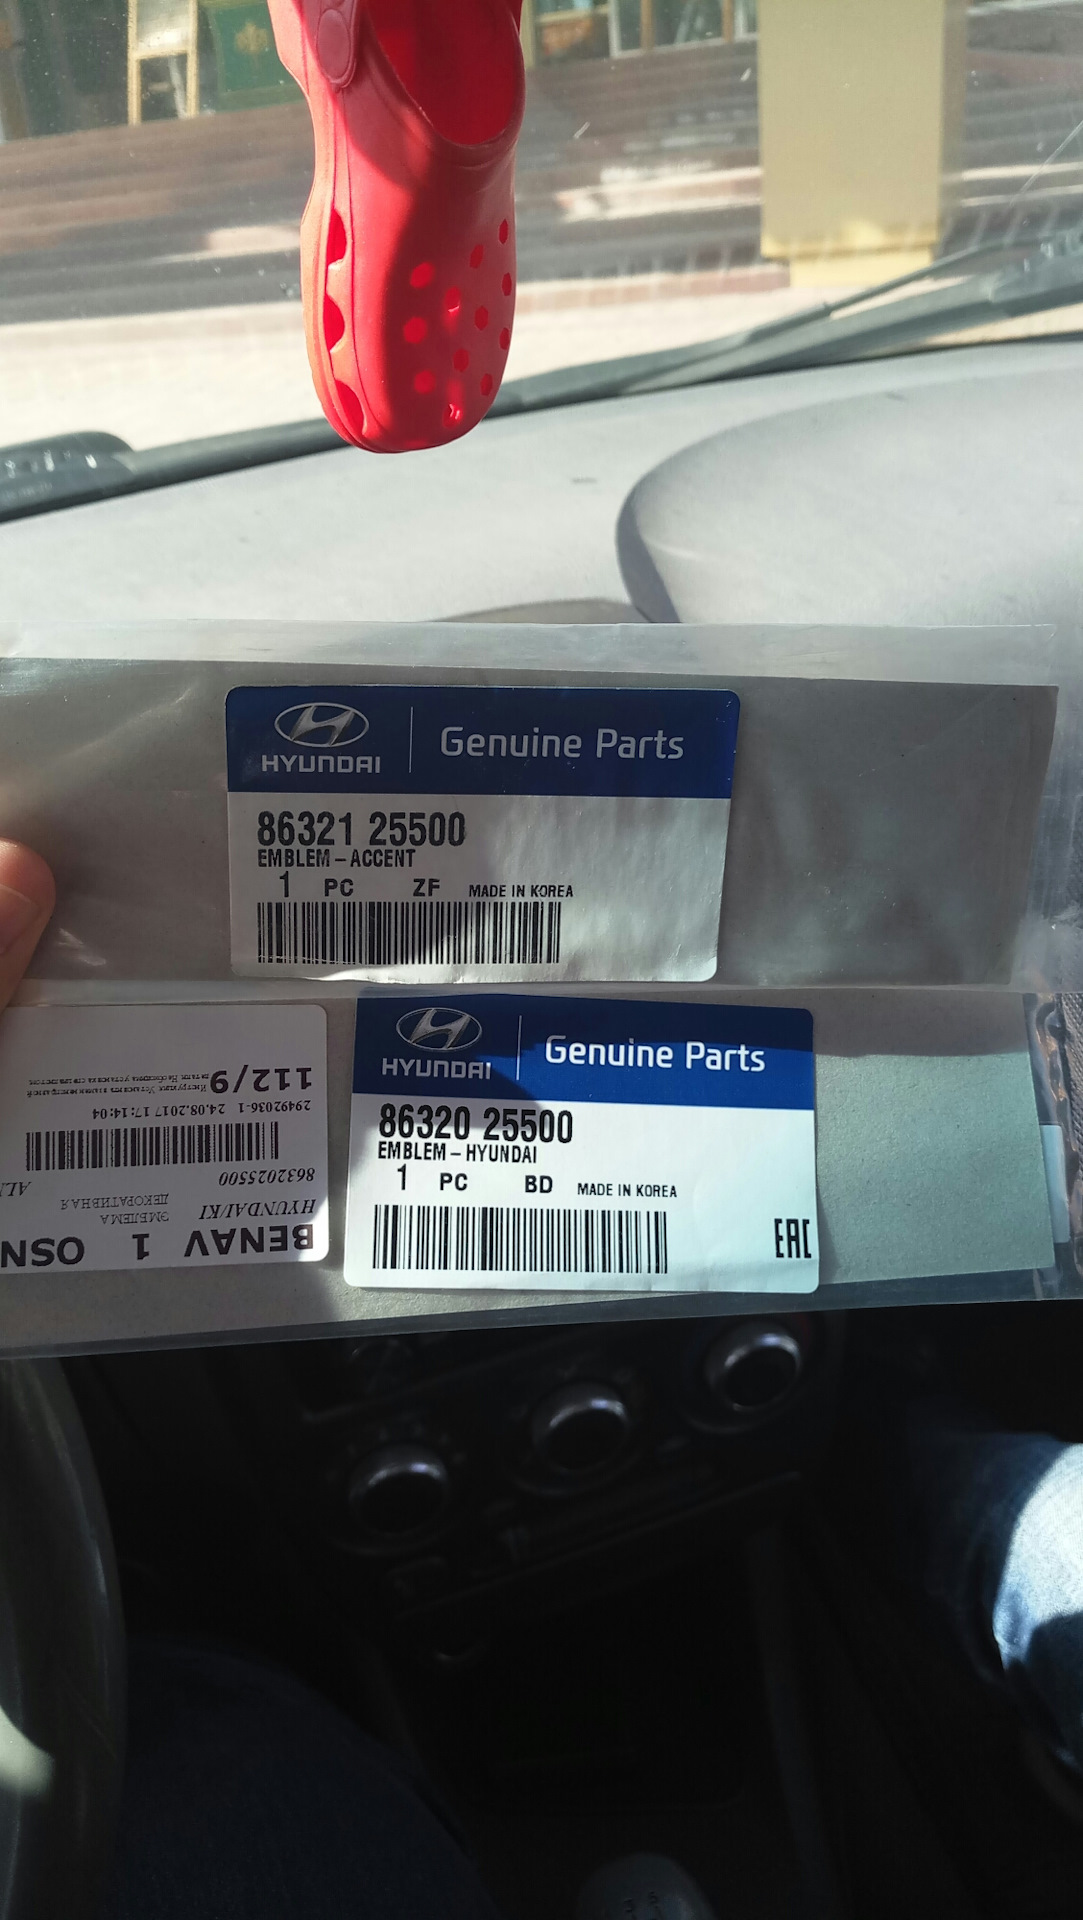 HYUNDAI
Genuine Parts
86321 25500
EMBLEM – ACCENT
1 PC ZF MADE IN KOREA
HYUNDAI
Genuine Parts
86320 25500
EMBLEM – HYUNDAI
1 PC BD MADE IN KOREA
EAC
BENAV 1 OSN
HYUNDAI/KI
ЭМБЛЕМА
ДЕКОРАТИВНАЯ
8632025500
29492036-1 24.08.2017 17:14:04
112/9